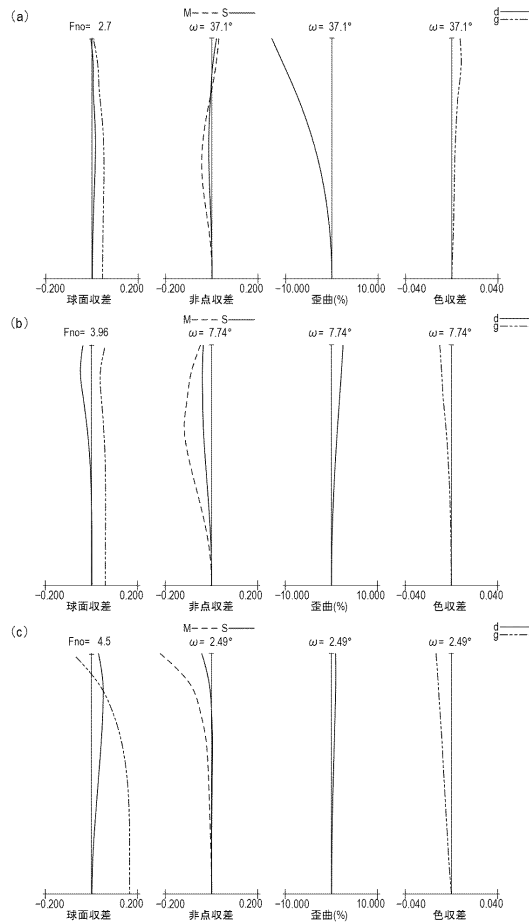 (a)
M S
d
g
Fno= 2.7 ω= 37.1° ω= 37.1° ω= 37.1°
−0.200 0.200 −0.200 0.200 −10.000 10.000 −0.040 0.040
球面収差 非点収差 歪曲(%) 色収差
(b)
M S
d
g
Fno= 3.96 ω= 7.74° ω= 7.74° ω= 7.74°
−0.200 0.200 −0.200 0.200 −10.000 10.000 −0.040 0.040
球面収差 非点収差 歪曲(%) 色収差
(c)
M S
d
g
Fno= 4.5 ω= 2.49° ω= 2.49° ω= 2.49°
−0.200 0.200 −0.200 0.200 −10.000 10.000 −0.040 0.040
球面収差 非点収差 歪曲(%) 色収差